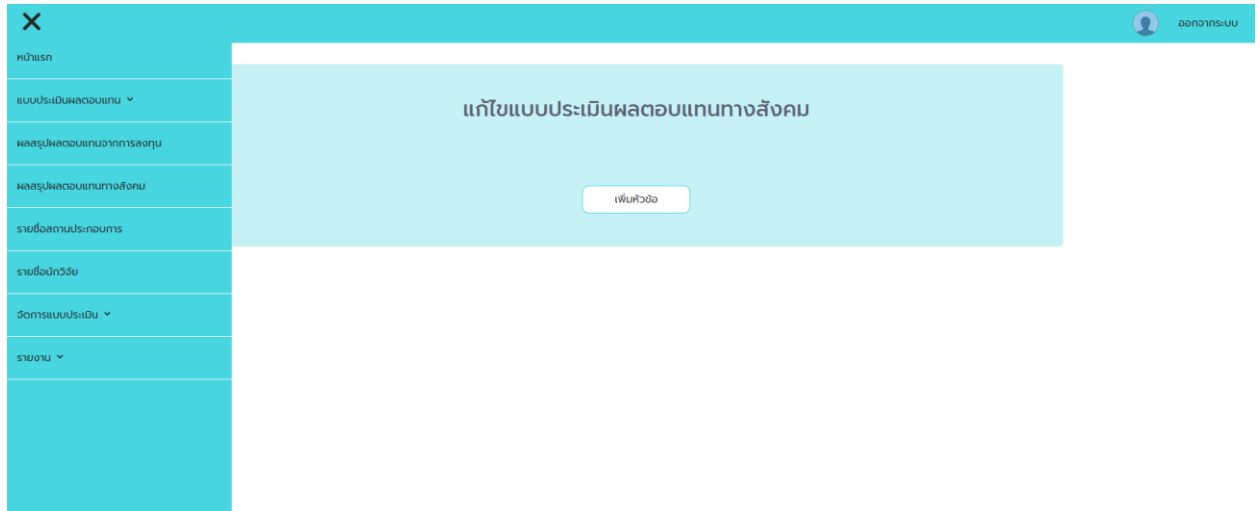 ออกจากระบบ
หน้าแรก
แบบประเมินผลตอบแทน
ผลสรุปผลตอบแทนจากการลงทุน
ผลสรุปผลตอบแทนทางสังคม
รายชื่อสถานประกอบการ
รายชื่อนักวิจัย
จัดการแบบประเมิน
รายงาน
แก้ไขแบบประเมินผลตอบแทนทางสังคม
เพิ่มหัวข้อ